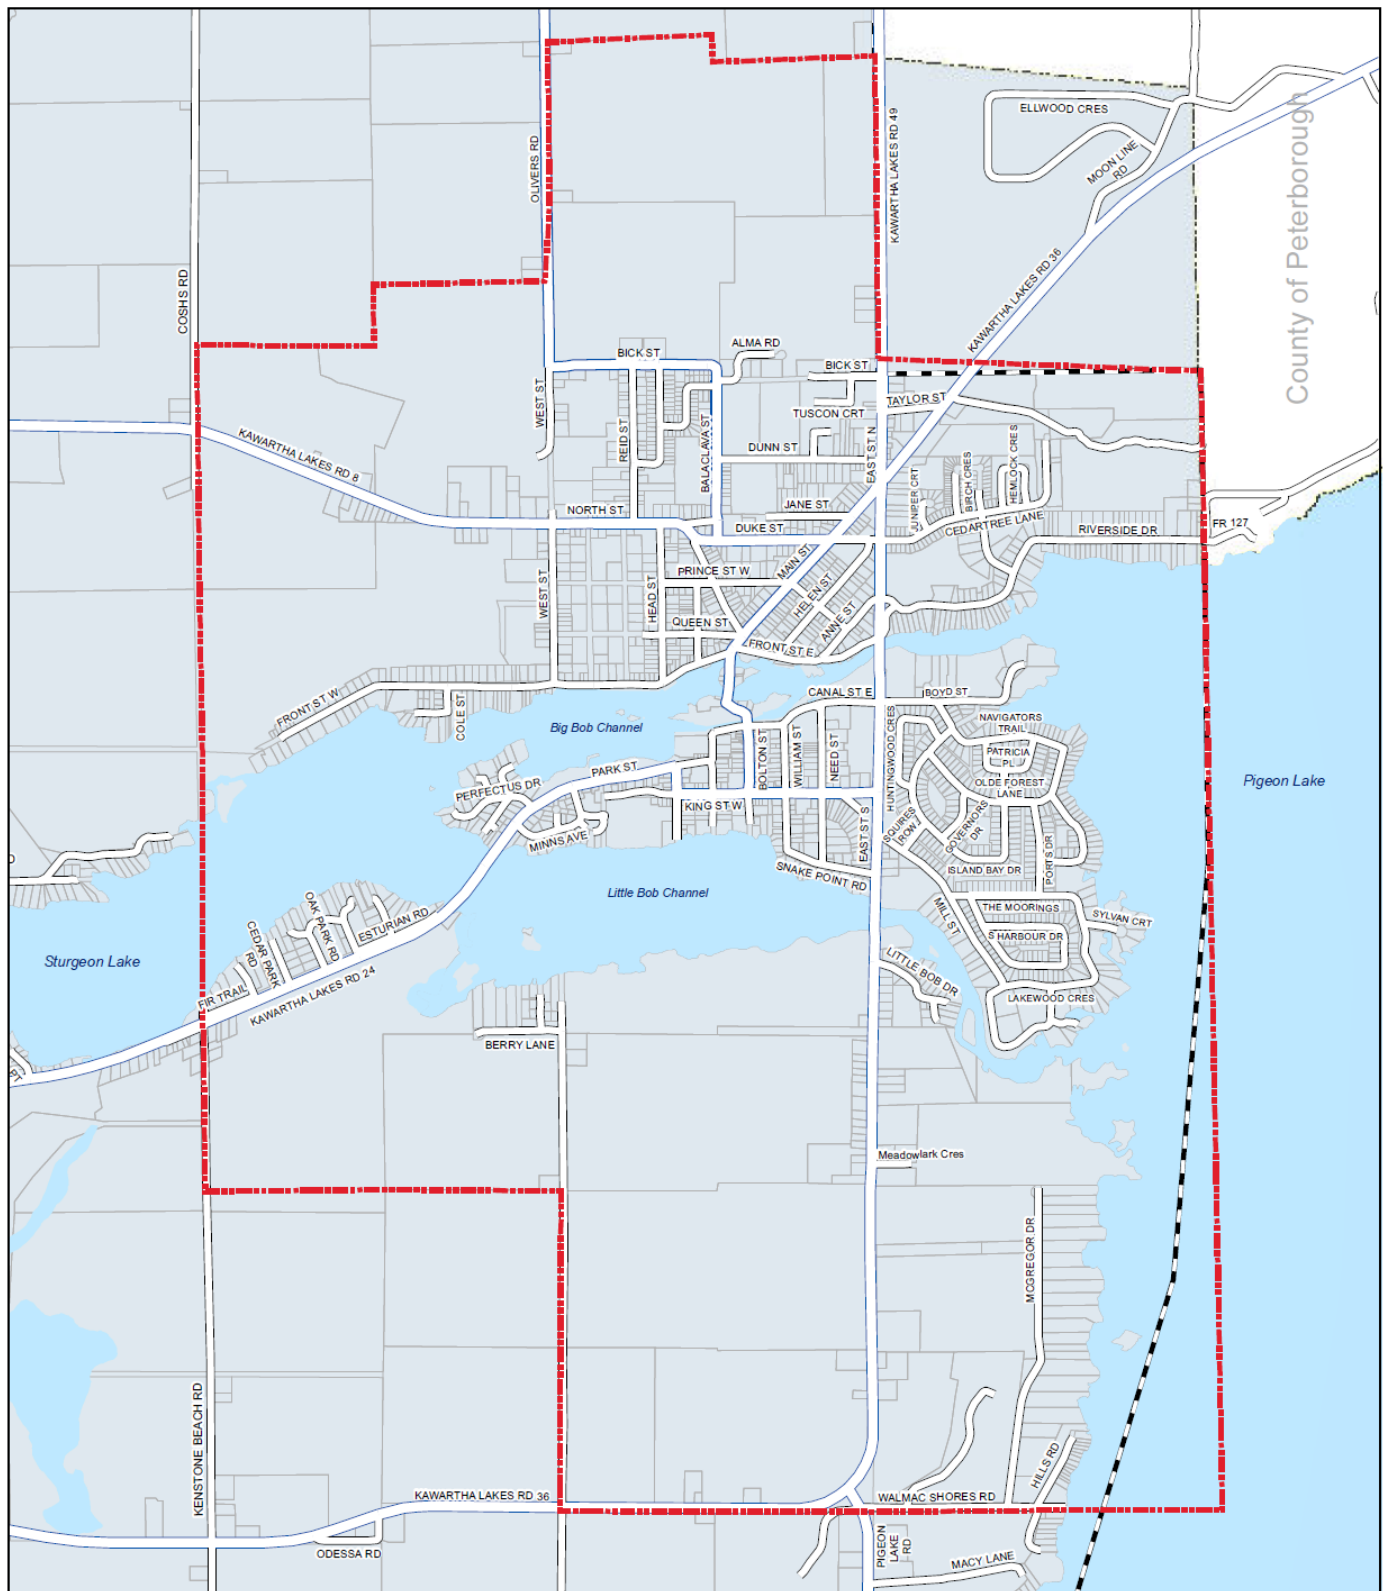 ELLWOOD CRES
MOON LINE
RD
County of Peterborough
OLIVERS RD
KAWARTHA LAKES RD 49
COSHS RD
KAWARTHA LAKES RD 36
ALMA RD
BICK ST
BICK ST
TAYLOR ST
TUSCON CRT
WEST ST
REID ST
BALACLAVA ST
DUNN ST
EAST ST N
KAWARTHA LAKES RD 8
JUNIPER CRT
BIRCH CRES
HEMLOCK CRES
NORTH ST
JANE ST
DUKE ST
CEDARTREE LANE
RIVERSIDE DR
FR 127
MAIN ST
PRINCE ST W
WEST ST
HEAD ST
HELEN ST
ANNE ST
QUEEN ST
FRONT ST E
FRONT ST W
COLE ST
CANAL ST E
BOYD ST
Big Bob Channel
NAVIGATORS
TRAIL
HUNTINGWOOD CRES
BOLTON ST
WILLIAM ST
NEED ST
PATRICIA
PL
PARK ST
PERFECTUS DR
OLDE FOREST
LANE
Pigeon Lake
KING ST W
SQUIRES
ROW
GOVERNORS
DR
MINNS AVE
EAST ST S
PORTS DR
SNAKE POINT RD
ISLAND BAY DR
Little Bob Channel
OAK PARK RD
ESTURIAN RD
THE MOORINGS
MILL ST
SYLVAN CRT
S HARBOUR DR
CEDAR PARK
RD
Sturgeon Lake
LITTLE BOB DR
FIR TRAIL
KAWARTHA LAKES RD 24
LAKEWOOD CRES
BERRY LANE
PT
Meadowlark Cres
MCGREGOR DR
KENSTONE BEACH RD
HILLS RD
KAWARTHA LAKES RD 36
WALMAC SHORES RD
ODESSA RD
PIGEON
LAKE
RD
MACY LANE